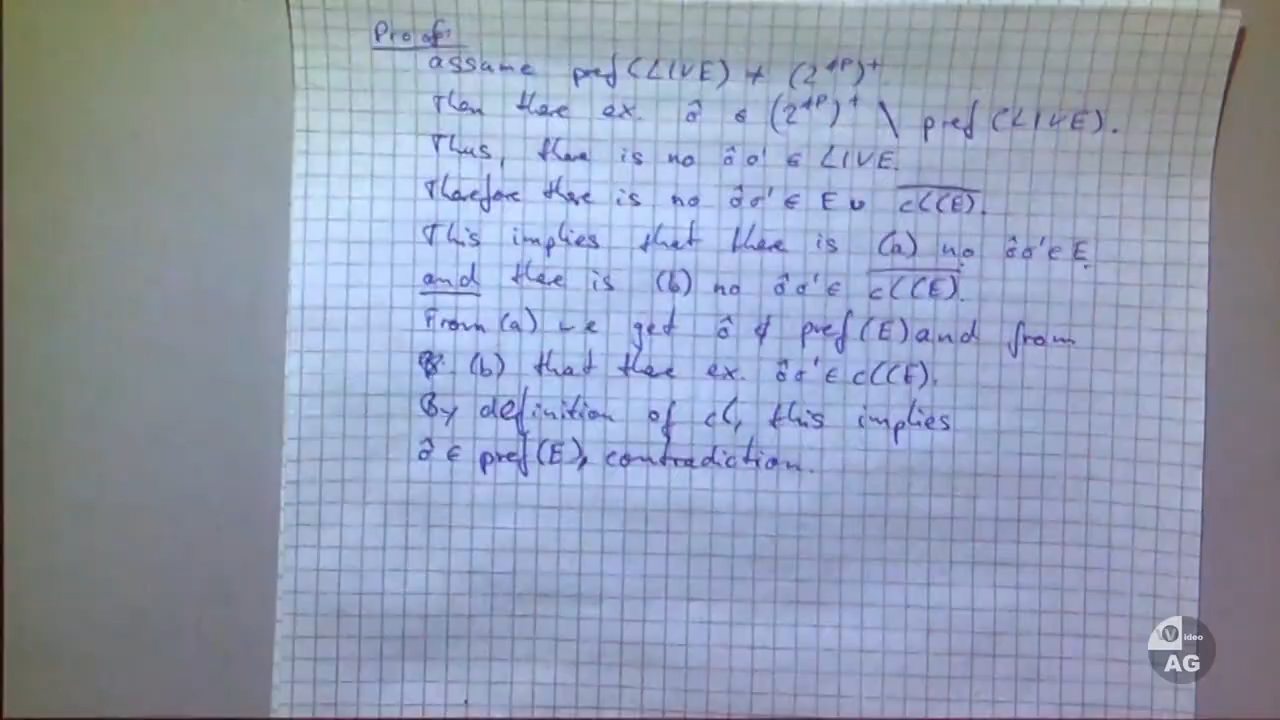 Proof:
assume pref(LIVE) ≠ (2^AP)^+
Then there ex. σ̂ ∈ (2^AP)^+ \ pref(LIVE).
Thus, there is no σ̂σ' ∈ LIVE.
Therefore there is no σ̂σ' ∈ E ∪ \overline{cl(E)}.
This implies that there is (a) no σ̂σ' ∈ E.
and there is (b) no σ̂σ' ∈ \overline{cl(E)}.
From (a) we get σ̂ ∉ pref(E) and from
(b) that there ex. σ̂σ' ∈ cl(E).
By definition of cl, this implies
σ̂ ∈ pref(E), contradiction.
Video
AG